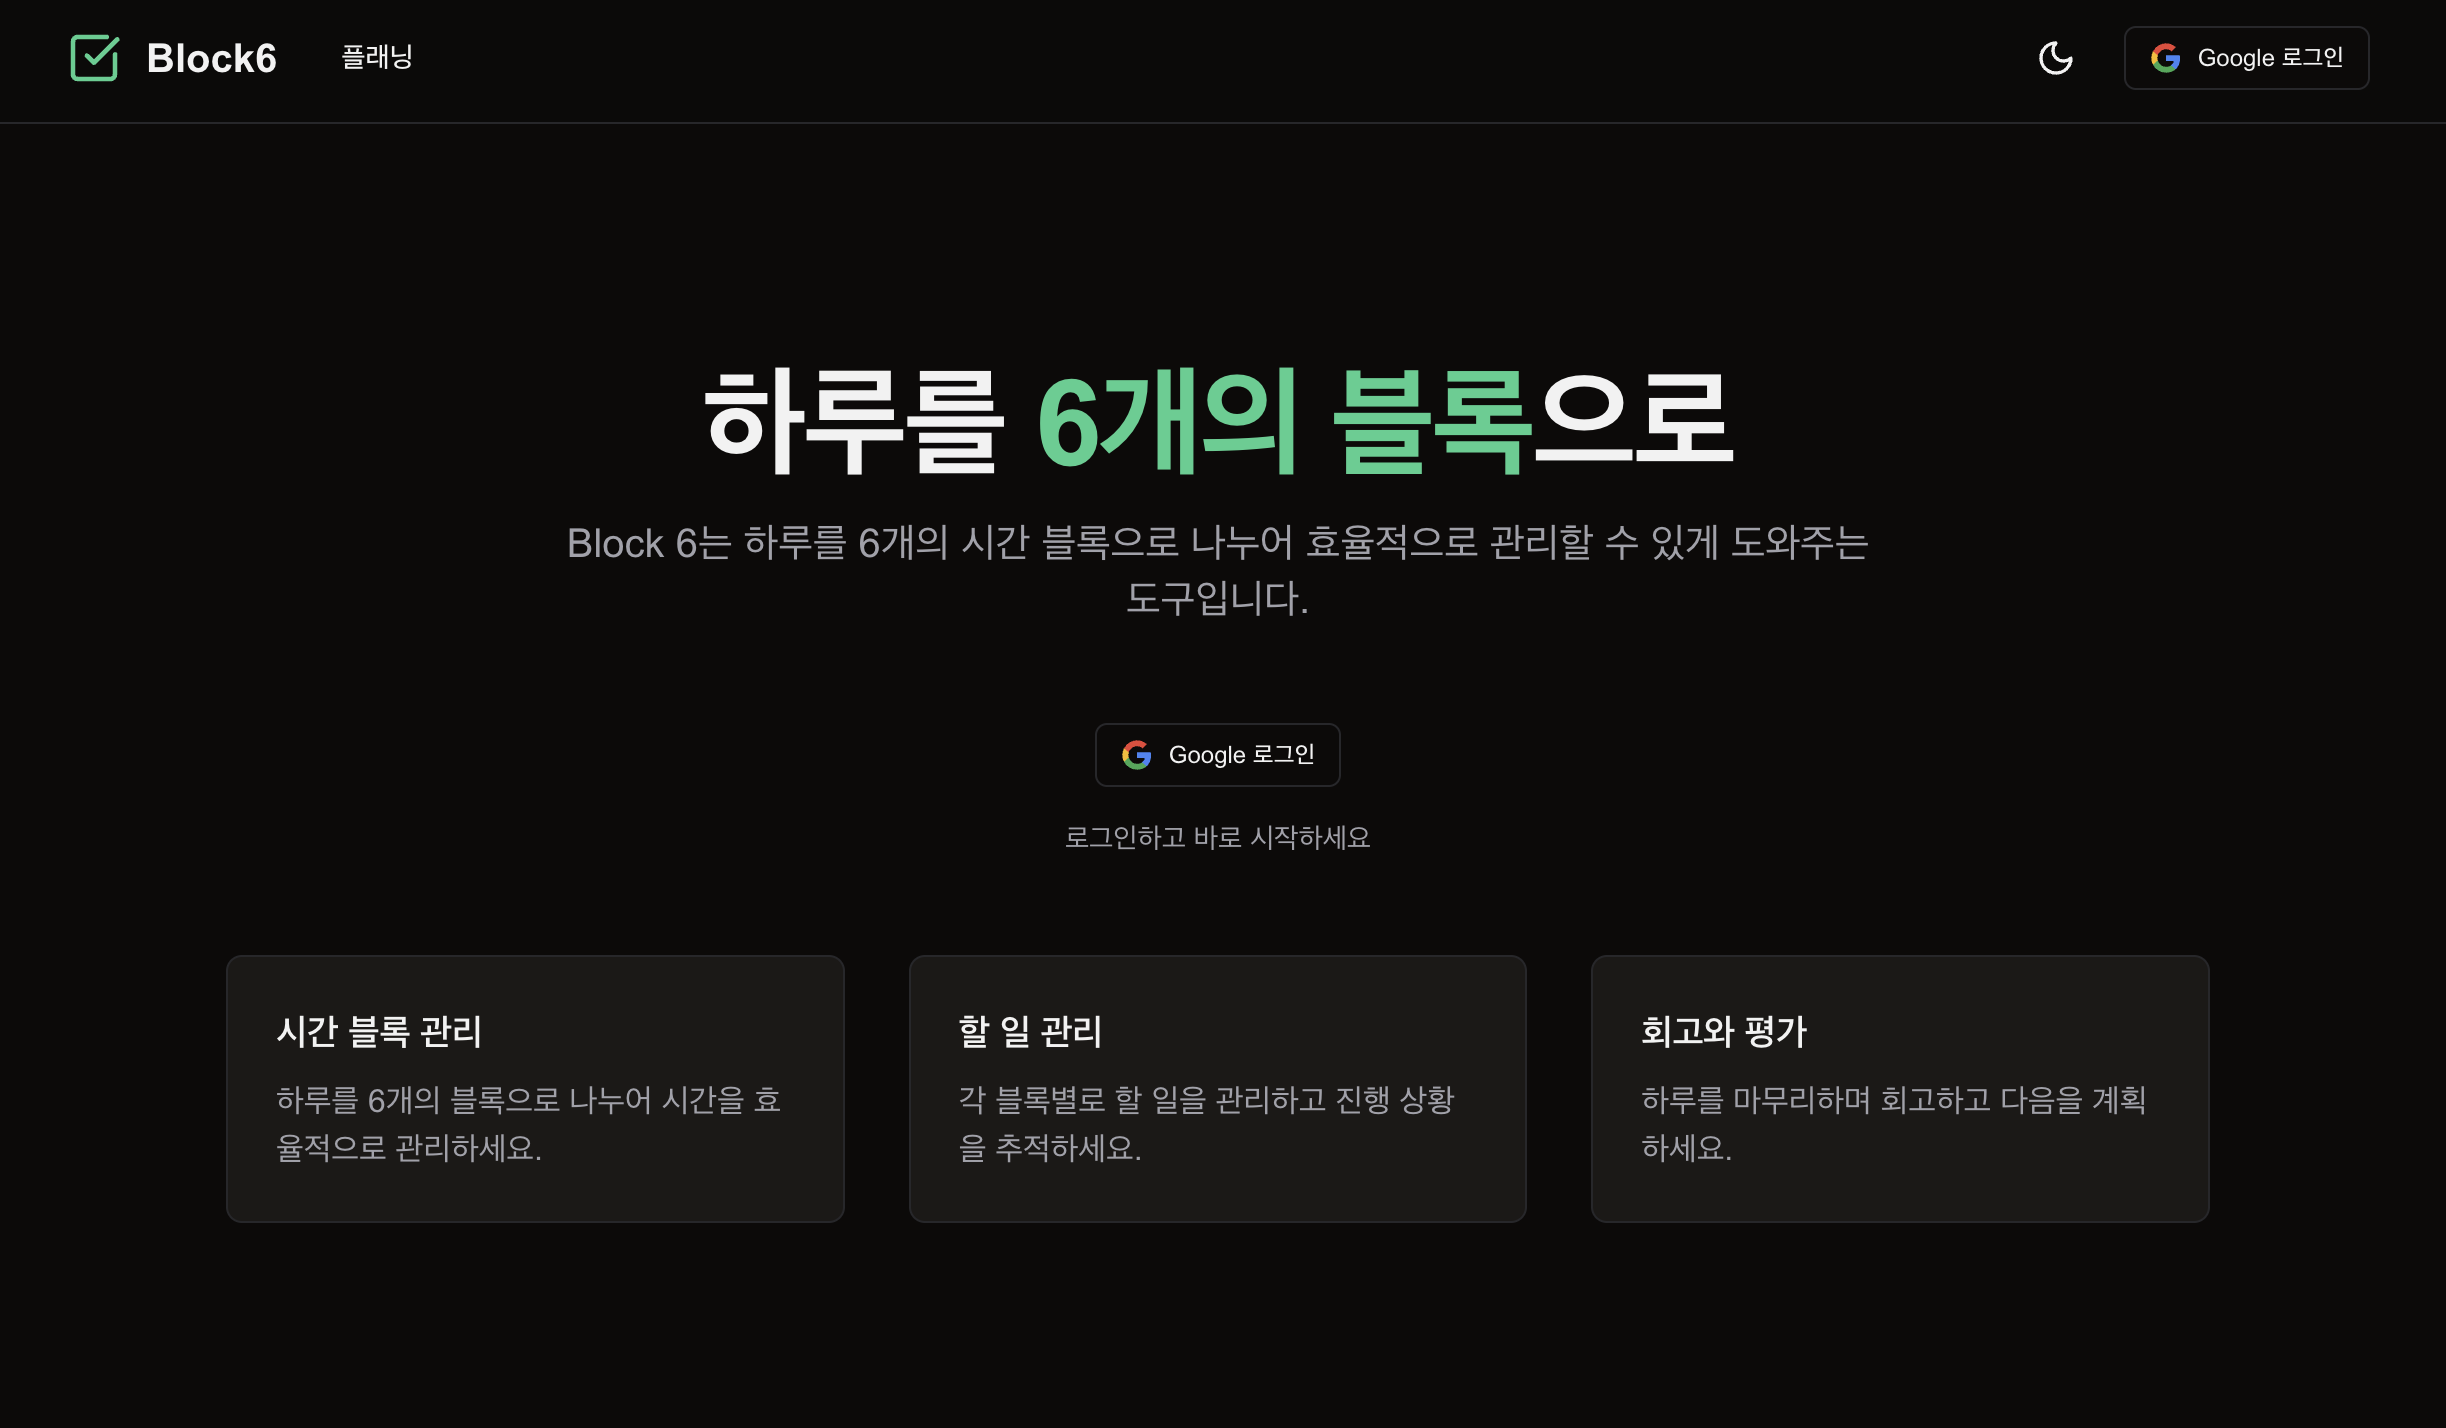 Block6
플래닝
Google 로그인
하루를 6개의 블록으로
Block 6는 하루를 6개의 시간 블록으로 나누어 효율적으로 관리할 수 있게 도와주는
도구입니다.
Google 로그인
로그인하고 바로 시작하세요
시간 블록 관리
하루를 6개의 블록으로 나누어 시간을 효
율적으로 관리하세요.
할 일 관리
각 블록별로 할 일을 관리하고 진행 상황
을 추적하세요.
회고와 평가
하루를 마무리하며 회고하고 다음을 계획
하세요.